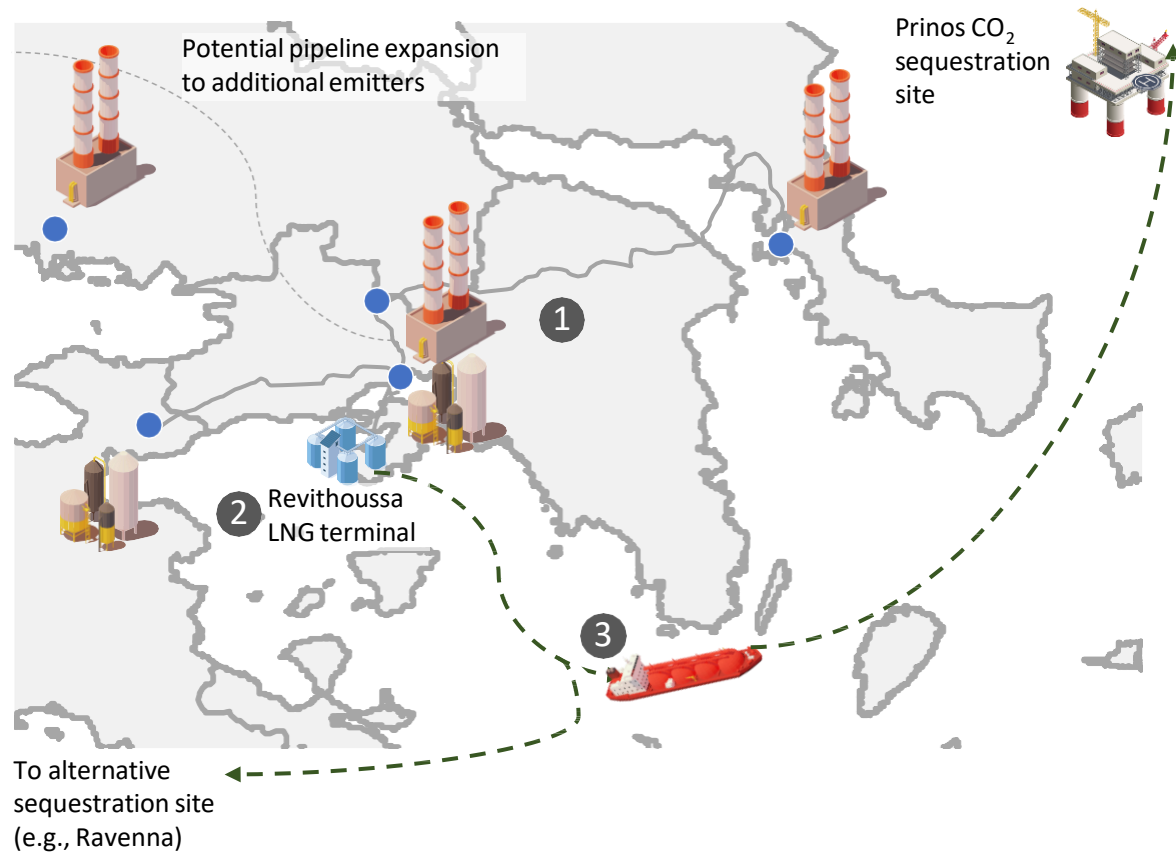 Potential pipeline expansion
to additional emitters
Prinos CO₂
sequestration
site
1
2
Revithoussa
LNG terminal
3
To alternative
sequestration site
(e.g., Ravenna)